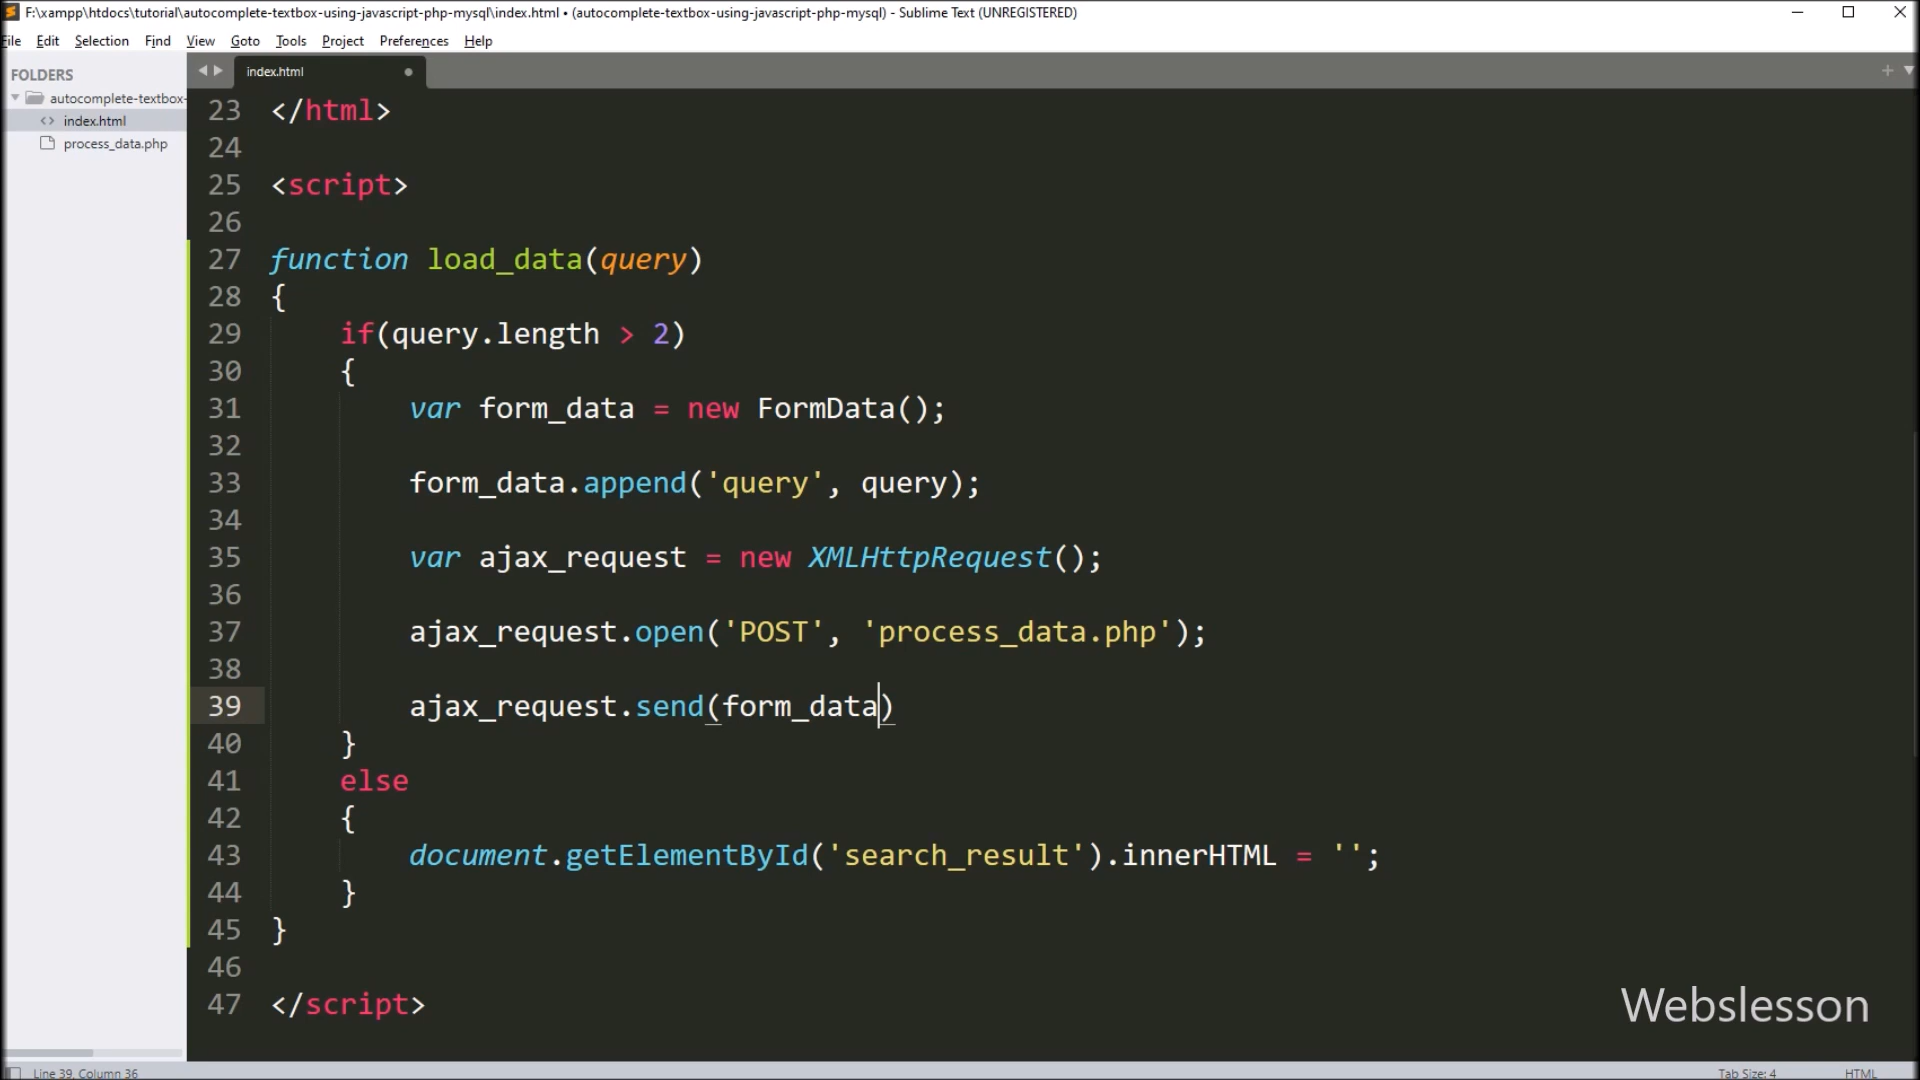 F:\xampp\htdocs\tutorial\autocomplete-textbox-using-javascript-php-mysql\index.html • (autocomplete-textbox-using-javascript-php-mysql) - Sublime Text (UNREGISTERED)
File Edit Selection Find View Goto Tools Project Preferences Help
FOLDERS
autocomplete-textbox-
index.html
process_data.php
index.html
23 </html>
24
25 <script>
26
27 function load_data(query)
28 {
29     if(query.length > 2)
30     {
31         var form_data = new FormData();
32
33         form_data.append('query', query);
34
35         var ajax_request = new XMLHttpRequest();
36
37         ajax_request.open('POST', 'process_data.php');
38
39         ajax_request.send(form_data)
40     }
41     else
42     {
43         document.getElementById('search_result').innerHTML = '';
44     }
45 }
46
47 </script>
Webslesson
Line 39, Column 36
Tab Size: 4
HTML